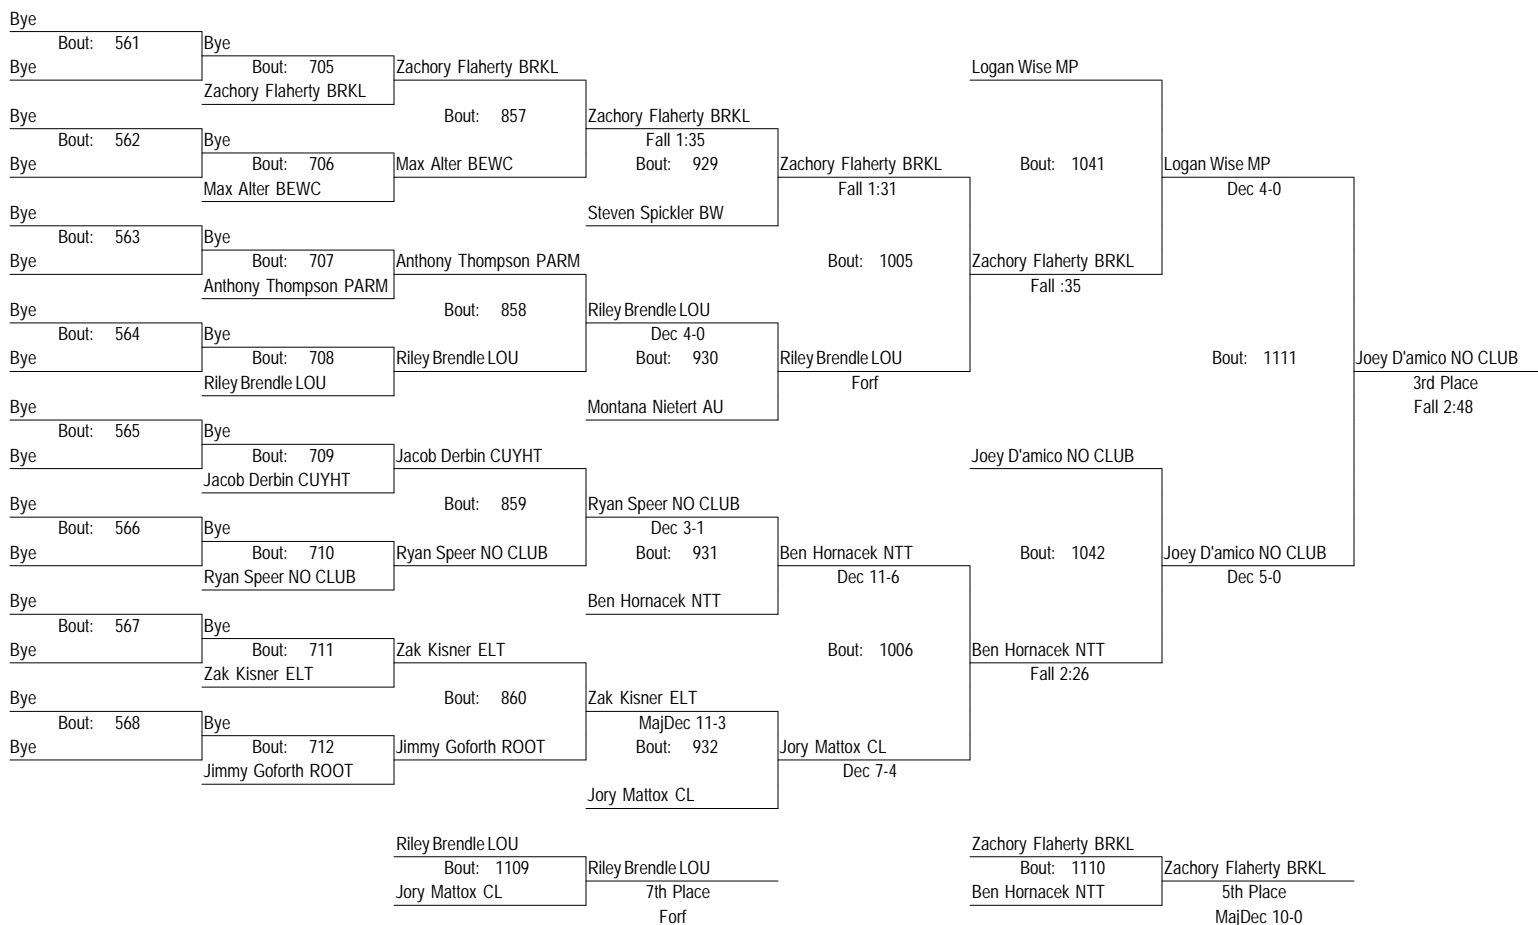 Bye
Bout: 561
Bye
Bye
Bout: 705
Zachory Flaherty BRKL
Zachory Flaherty BRKL
Bye
Bout: 562
Bye
Bye
Bout: 706
Max Alter BEWC
Max Alter BEWC
Bout: 857
Zachory Flaherty BRKL
Fall 1:35
Bout: 929
Steven Spickler BW
Zachory Flaherty BRKL
Fall 1:31
Bye
Bout: 563
Bye
Bye
Bout: 707
Anthony Thompson PARM
Anthony Thompson PARM
Bye
Bout: 564
Bye
Bye
Bout: 708
Riley Brendle LOU
Riley Brendle LOU
Bout: 858
Riley Brendle LOU
Dec 4-0
Bout: 930
Montana Nietert AU
Riley Brendle LOU
Forf
Bout: 1005
Zachory Flaherty BRKL
Fall :35
Logan Wise MP
Bout: 1041
Logan Wise MP
Dec 4-0
Bye
Bout: 565
Bye
Bye
Bout: 709
Jacob Derbin CUYHT
Jacob Derbin CUYHT
Bye
Bout: 566
Bye
Bye
Bout: 710
Ryan Speer NO CLUB
Ryan Speer NO CLUB
Bout: 859
Ryan Speer NO CLUB
Dec 3-1
Bout: 931
Ben Hornacek NTT
Ben Hornacek NTT
Dec 11-6
Bye
Bout: 567
Bye
Bye
Bout: 711
Zak Kisner ELT
Zak Kisner ELT
Bye
Bout: 568
Bye
Bye
Bout: 712
Jimmy Goforth ROOT
Jimmy Goforth ROOT
Bout: 860
Zak Kisner ELT
MajDec 11-3
Bout: 932
Jory Mattox CL
Jory Mattox CL
Dec 7-4
Bout: 1006
Ben Hornacek NTT
Fall 2:26
Joey D'amico NO CLUB
Bout: 1042
Joey D'amico NO CLUB
Dec 5-0
Bout: 1111
Joey D'amico NO CLUB
3rd Place
Fall 2:48
Riley Brendle LOU
Bout: 1109
Jory Mattox CL
Riley Brendle LOU
7th Place
Forf
Zachory Flaherty BRKL
Bout: 1110
Ben Hornacek NTT
Zachory Flaherty BRKL
5th Place
MajDec 10-0